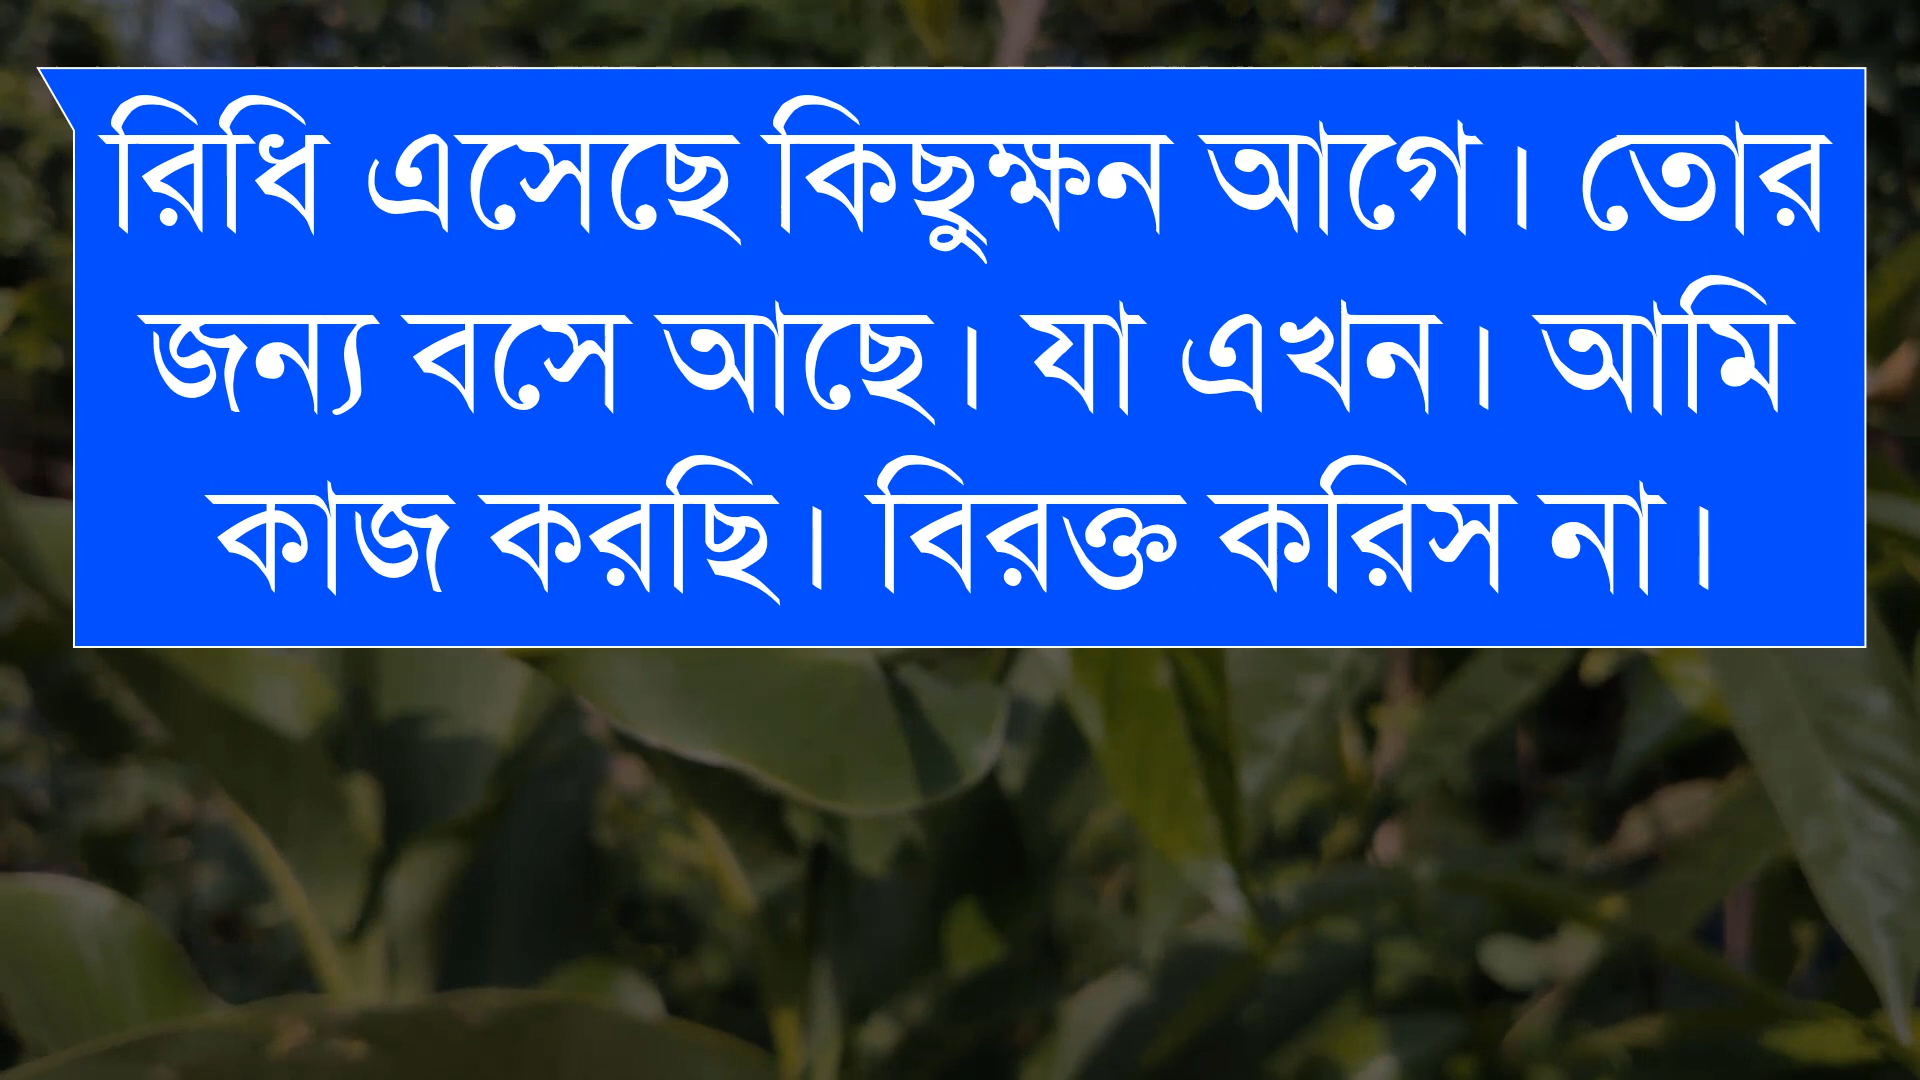 রিধি এসেছে কিছুক্ষন আগে। তোর
জন্য বসে আছে। যা এখন। আমি
কাজ করছি। বিরক্ত করিস না।